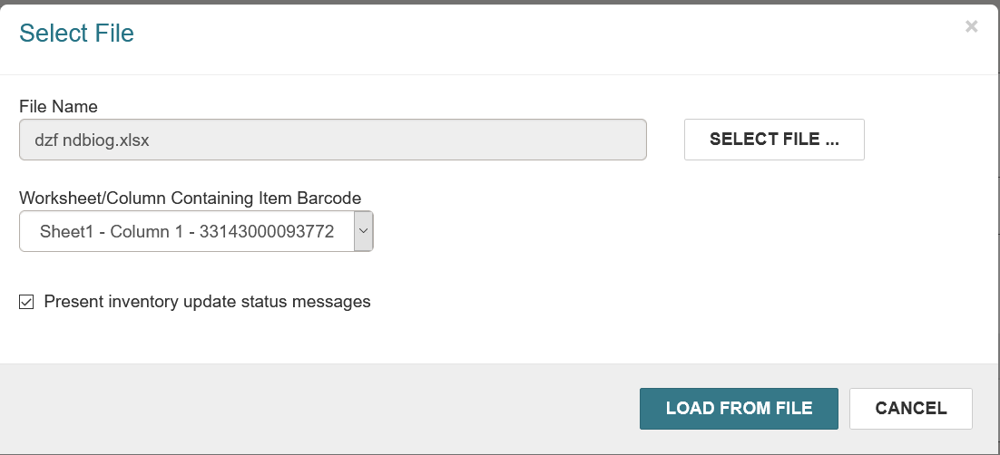 Select File
×
File Name
dzf ndbiog.xlsx
SELECT FILE ...
Worksheet/Column Containing Item Barcode
Sheet1 - Column 1 - 33143000093772
Present inventory update status messages
LOAD FROM FILE
CANCEL